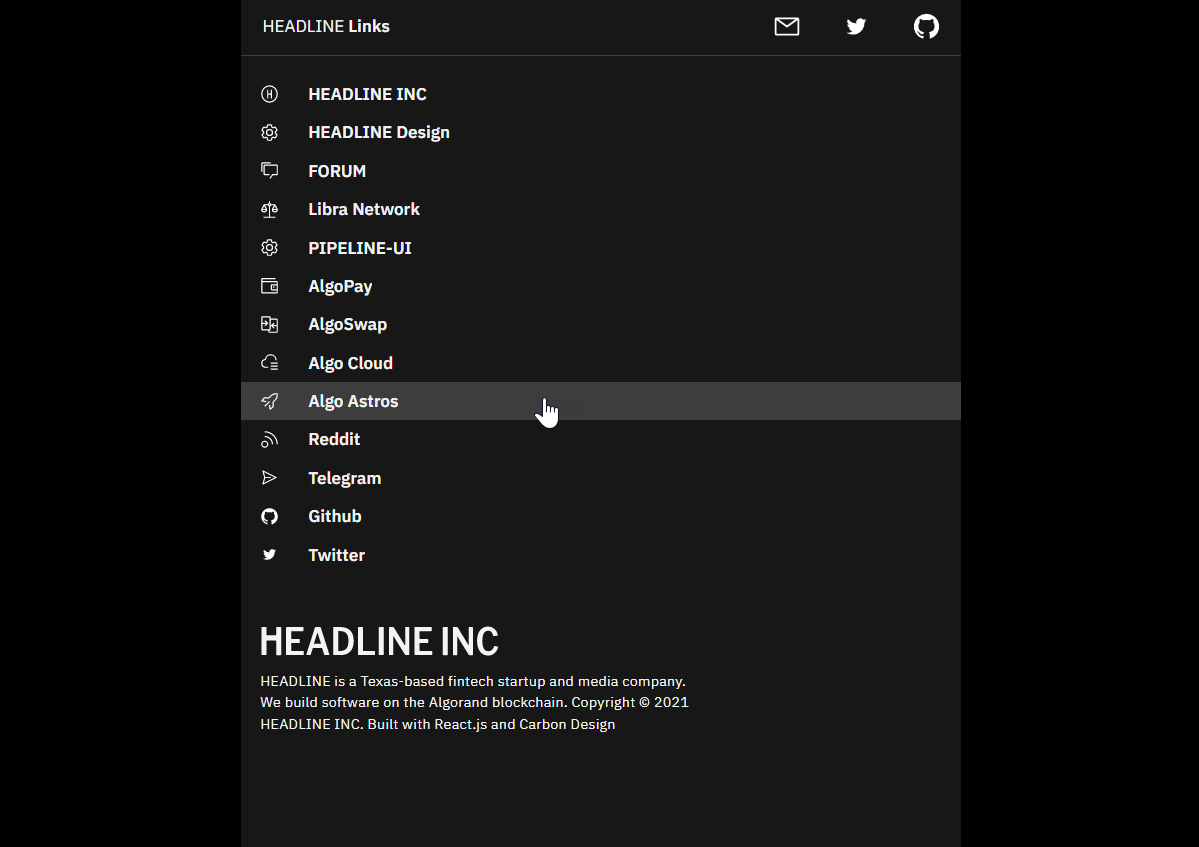 HEADLINE Links
HEADLINE INC
HEADLINE Design
FORUM
Libra Network
PIPELINE-UI
AlgoPay
AlgoSwap
Algo Cloud
Algo Astros
Reddit
Telegram
Github
Twitter
HEADLINE INC
HEADLINE is a Texas-based fintech startup and media company.
We build software on the Algorand blockchain. Copyright © 2021
HEADLINE INC. Built with React.js and Carbon Design